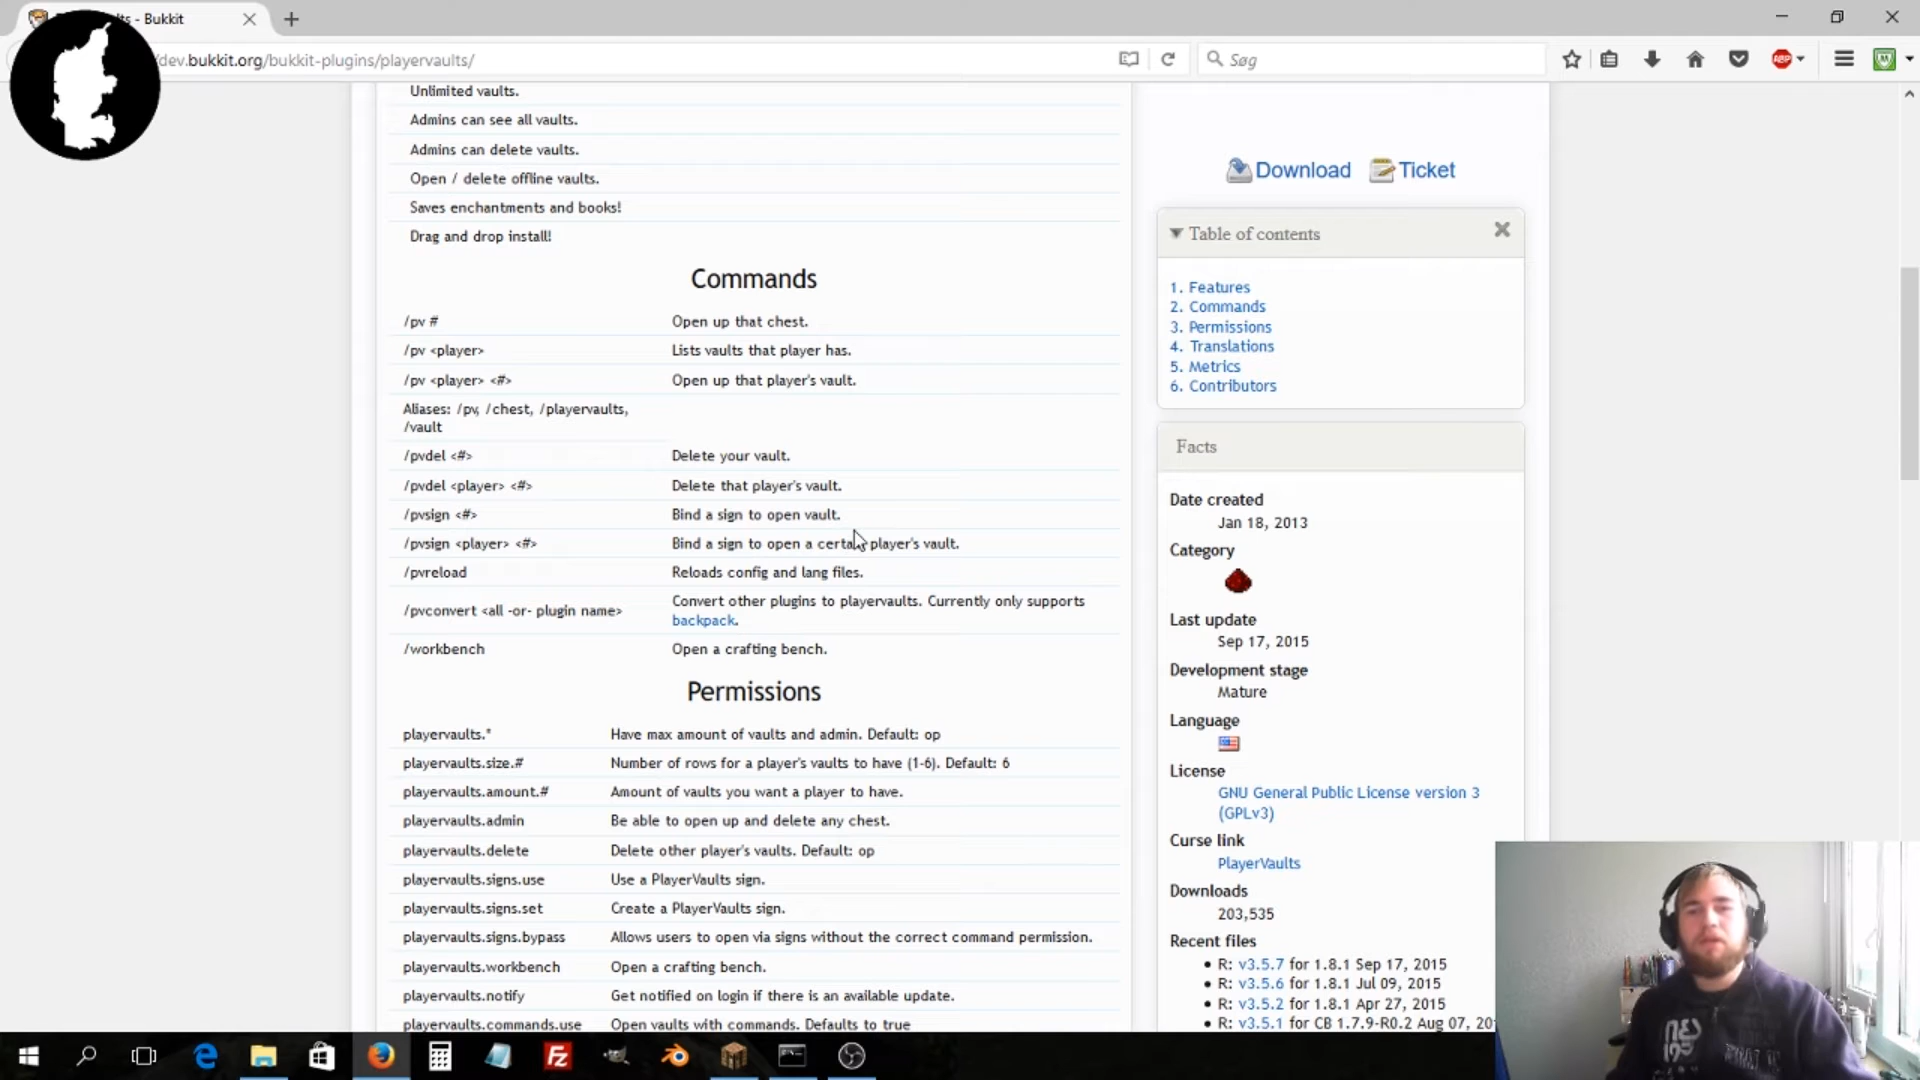 ults - Bukkit
/dev.bukkit.org/bukkit-plugins/playervaults/
Søg
ABP
Unlimited vaults.
Admins can see all vaults.
Admins can delete vaults.
Open / delete offline vaults.
Saves enchantments and books!
Drag and drop install!
Commands
/pv # Open up that chest.
/pv <player> Lists vaults that player has.
/pv <player> <#> Open up that player's vault.
Aliases: /pv, /chest, /playervaults,
/vault
/pvdel <#> Delete your vault.
/pvdel <player> <#> Delete that player's vault.
/pvsign <#> Bind a sign to open vault.
/pvsign <player> <#> Bind a sign to open a certain player's vault.
/pvreload Reloads config and lang files.
/pvconvert <all -or- plugin name> Convert other plugins to playervaults. Currently only supports
backpack.
/workbench Open a crafting bench.
Permissions
playervaults.* Have max amount of vaults and admin. Default: op
playervaults.size.# Number of rows for a player's vaults to have (1-6). Default: 6
playervaults.amount.# Amount of vaults you want a player to have.
playervaults.admin Be able to open up and delete any chest.
playervaults.delete Delete other player's vaults. Default: op
playervaults.signs.use Use a PlayerVaults sign.
playervaults.signs.set Create a PlayerVaults sign.
playervaults.signs.bypass Allows users to open via signs without the correct command permission.
playervaults.workbench Open a crafting bench.
playervaults.notify Get notified on login if there is an available update.
playervaults.commands.use Open vaults with commands. Defaults to true
Download Ticket
Table of contents
1. Features
2. Commands
3. Permissions
4. Translations
5. Metrics
6. Contributors
Facts
Date created
Jan 18, 2013
Category
Last update
Sep 17, 2015
Development stage
Mature
Language
License
GNU General Public License version 3
(GPLv3)
Curse link
PlayerVaults
Downloads
203,535
Recent files
R: v3.5.7 for 1.8.1 Sep 17, 2015
R: v3.5.6 for 1.8.1 Jul 09, 2015
R: v3.5.2 for 1.8.1 Apr 27, 2015
R: v3.5.1 for CB 1.7.9-R0.2 Aug 07, 20
Fz